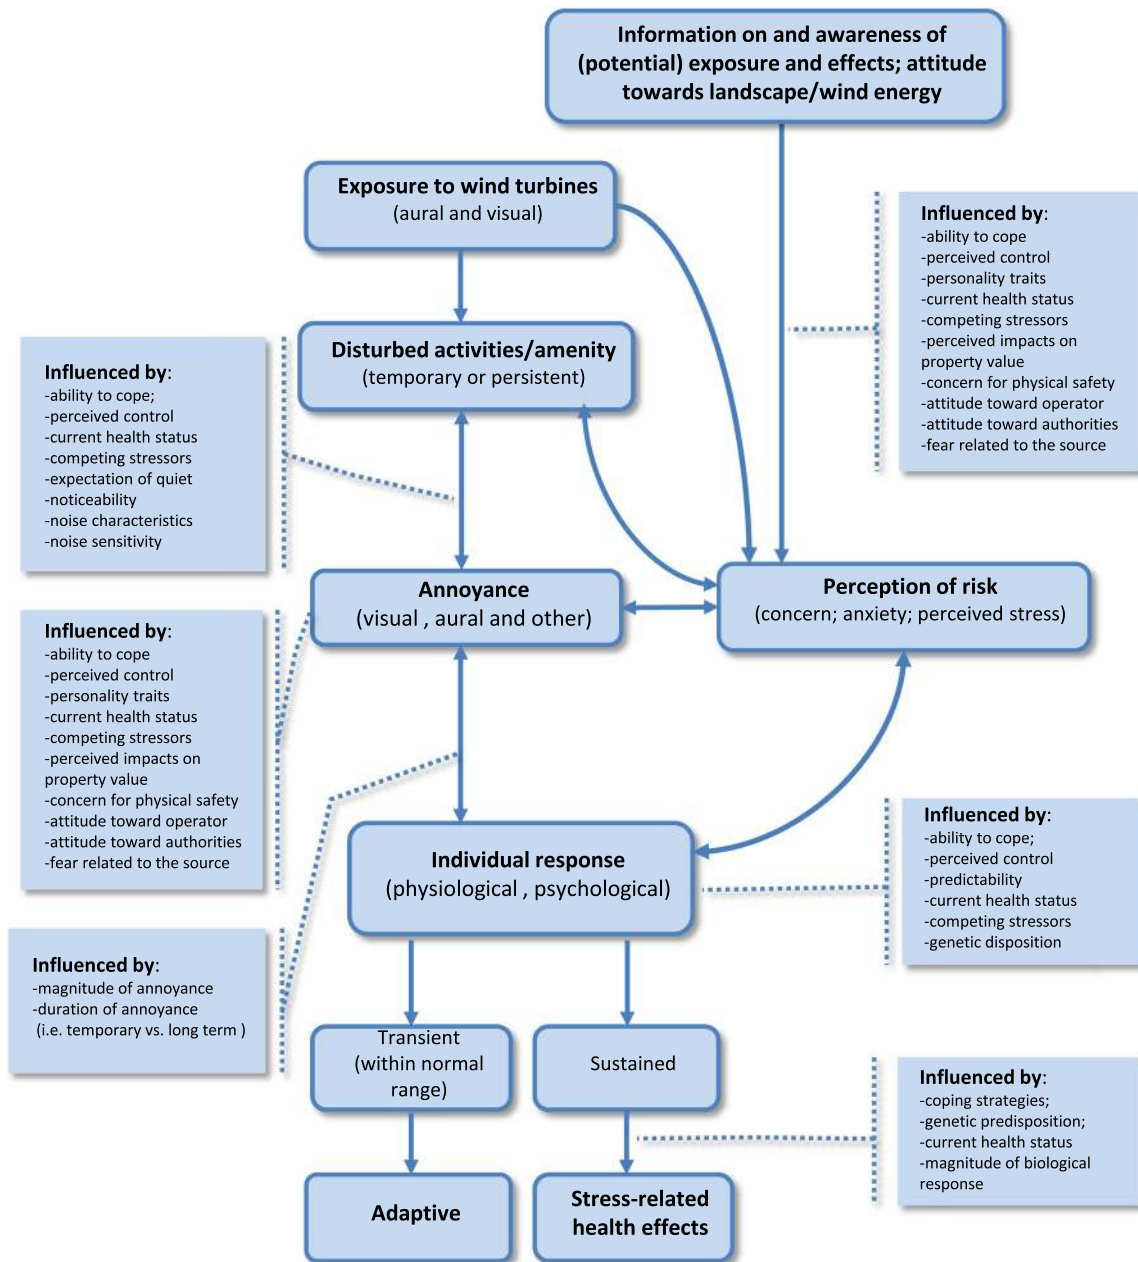 Information on and awareness of
(potential) exposure and effects; attitude
towards landscape/wind energy
Exposure to wind turbines
(aural and visual)
Influenced by:
-ability to cope
-perceived control
-personality traits
-current health status
-competing stressors
-perceived impacts on
property value
-concern for physical safety
-attitude toward operator
-attitude toward authorities
-fear related to the source
Disturbed activities/amenity
(temporary or persistent)
Influenced by:
-ability to cope;
-perceived control
-current health status
-competing stressors
-expectation of quiet
-noticeability
-noise characteristics
-noise sensitivity
Annoyance
(visual , aural and other)
Perception of risk
(concern; anxiety; perceived stress)
Influenced by:
-ability to cope
-perceived control
-personality traits
-current health status
-competing stressors
-perceived impacts on
property value
-concern for physical safety
-attitude toward operator
-attitude toward authorities
-fear related to the source
Individual response
(physiological , psychological)
Influenced by:
-ability to cope;
-perceived control
-predictability
-current health status
-competing stressors
-genetic disposition
Influenced by:
-magnitude of annoyance
-duration of annoyance
(i.e. temporary vs. long term )
Transient
(within normal
range)
Sustained
Influenced by:
-coping strategies;
-genetic predisposition;
-current health status
-magnitude of biological
response
Adaptive
Stress-related
health effects